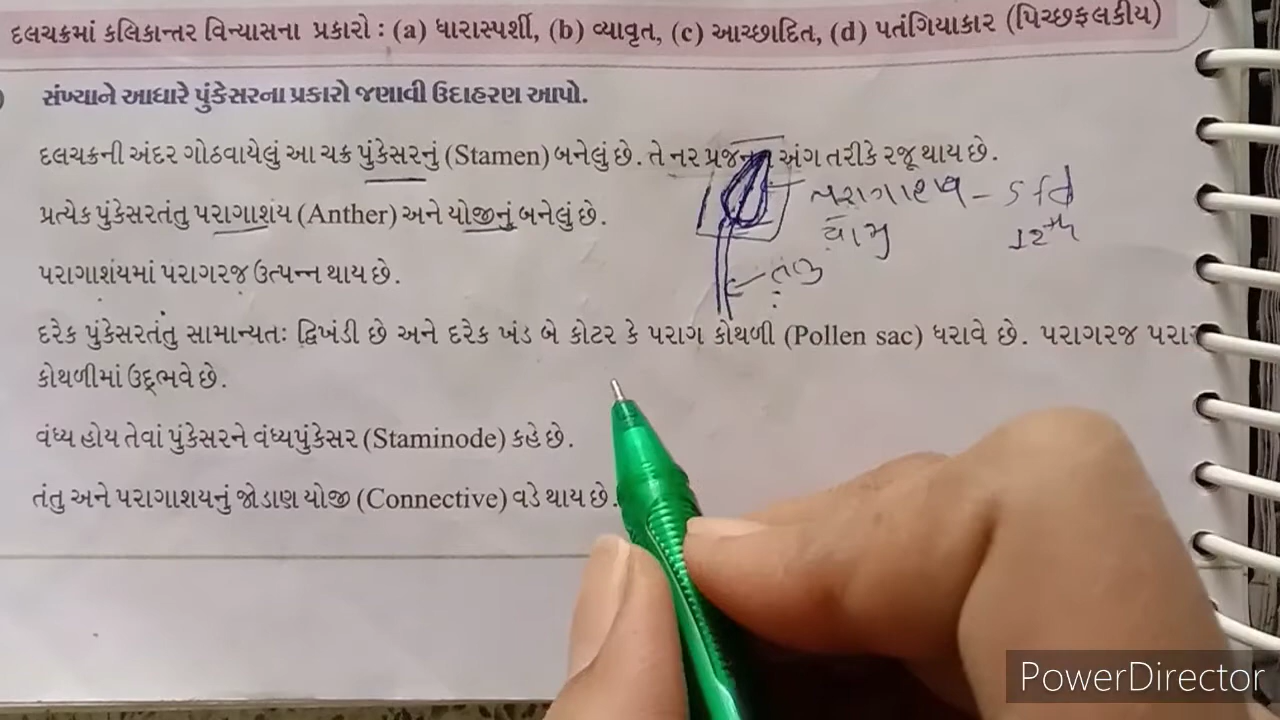 દલચક્રમાં કલિકાન્તર વિન્યાસના પ્રકારો : (a) ધારાસ્પર્શી, (b) વ્યાવૃત, (c) આચ્છાદિત, (d) પતંગિયાકાર (પિચ્છફલકીય)
સંખ્યાને આધારે પુંકેસરના પ્રકારો જણાવી ઉદાહરણ આપો.
દલચક્રની અંદર ગોઠવાયેલું આ ચક્ર પુંકેસરનું (Stamen) બનેલું છે. તે નર પ્રજનન અંગ તરીકે રજૂ થાય છે.
પ્રત્યેક પુંકેસરતંતુ પરાગાશય (Anther) અને યોજીનું બનેલું છે.
પરાગાશયમાં પરાગરજ ઉત્પન્ન થાય છે.
દરેક પુંકેસરતંતુ સામાન્યતઃ દ્વિખંડી છે અને દરેક ખંડ બે કોટર કે પરાગ કોથળી (Pollen sac) ધરાવે છે. પરાગરજ પરાગ
કોથળીમાં ઉદ્ભવે છે.
વંધ્ય હોય તેવાં પુંકેસરને વંધ્યપુંકેસર (Staminode) કહે છે.
તંતુ અને પરાગાશયનું જોડાણ યોજી (Connective) વડે થાય છે.
પરાગાશય
12th
તંતુ
PowerDirector